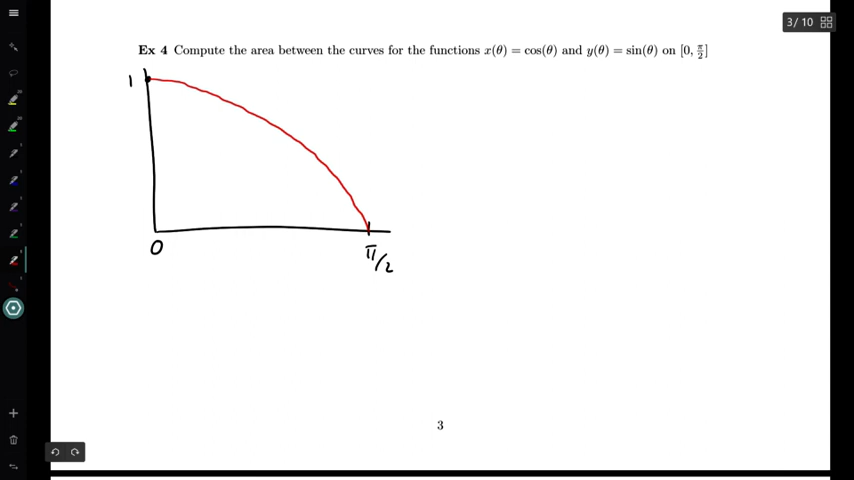 3 / 10
Ex 4 Compute the area between the curves for the functions x(θ) = cos(θ) and y(θ) = sin(θ) on [0, π/2]
1
0
π/2
3